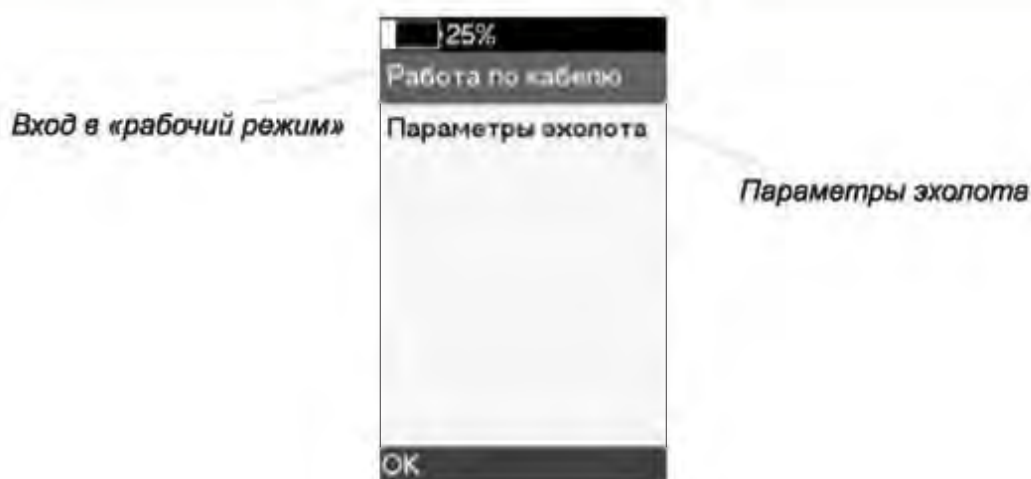 25%
Работа по кабелю
Вход в «рабочий режим»
Параметры эхолота
Параметры эхолота
OK